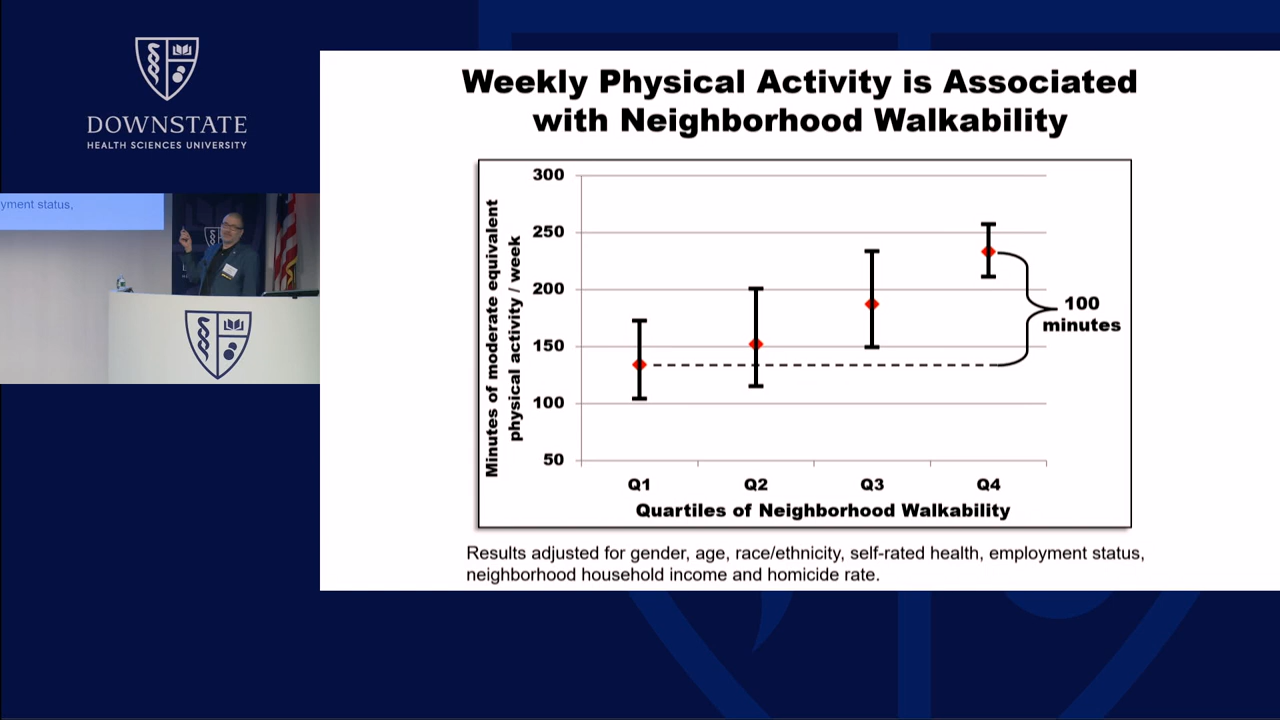 DOWNSTATE
HEALTH SCIENCES UNIVERSITY
yment status,
Weekly Physical Activity is Associated
with Neighborhood Walkability
Minutes of moderate equivalent
physical activity / week
300
250
200
150
100
50
100
minutes
Q1 Q2 Q3 Q4
Quartiles of Neighborhood Walkability
Results adjusted for gender, age, race/ethnicity, self-rated health, employment status,
neighborhood household income and homicide rate.